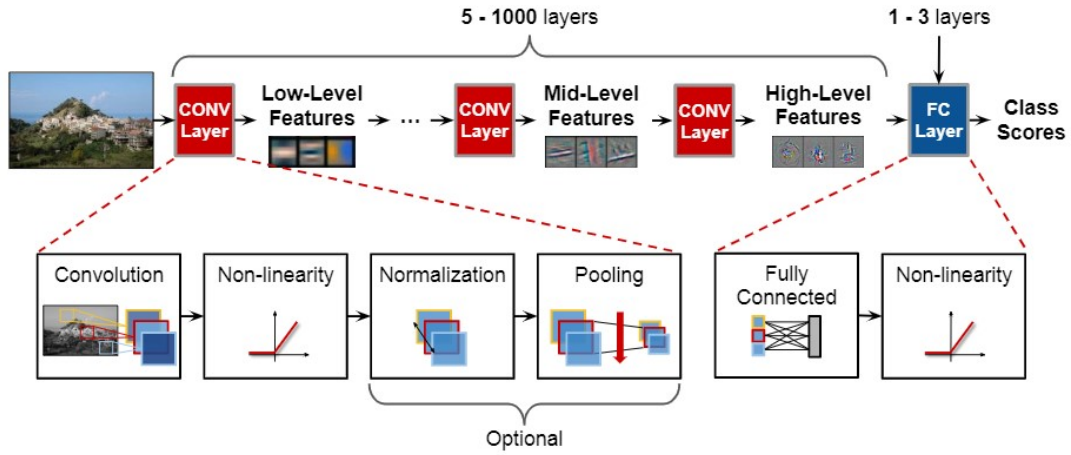 5 - 1000 layers
1 - 3 layers
CONV
Layer
Low-Level
Features
...
CONV
Layer
Mid-Level
Features
CONV
Layer
High-Level
Features
FC
Layer
Class
Scores
Convolution
Non-linearity
Normalization
Pooling
Fully
Connected
Non-linearity
Optional